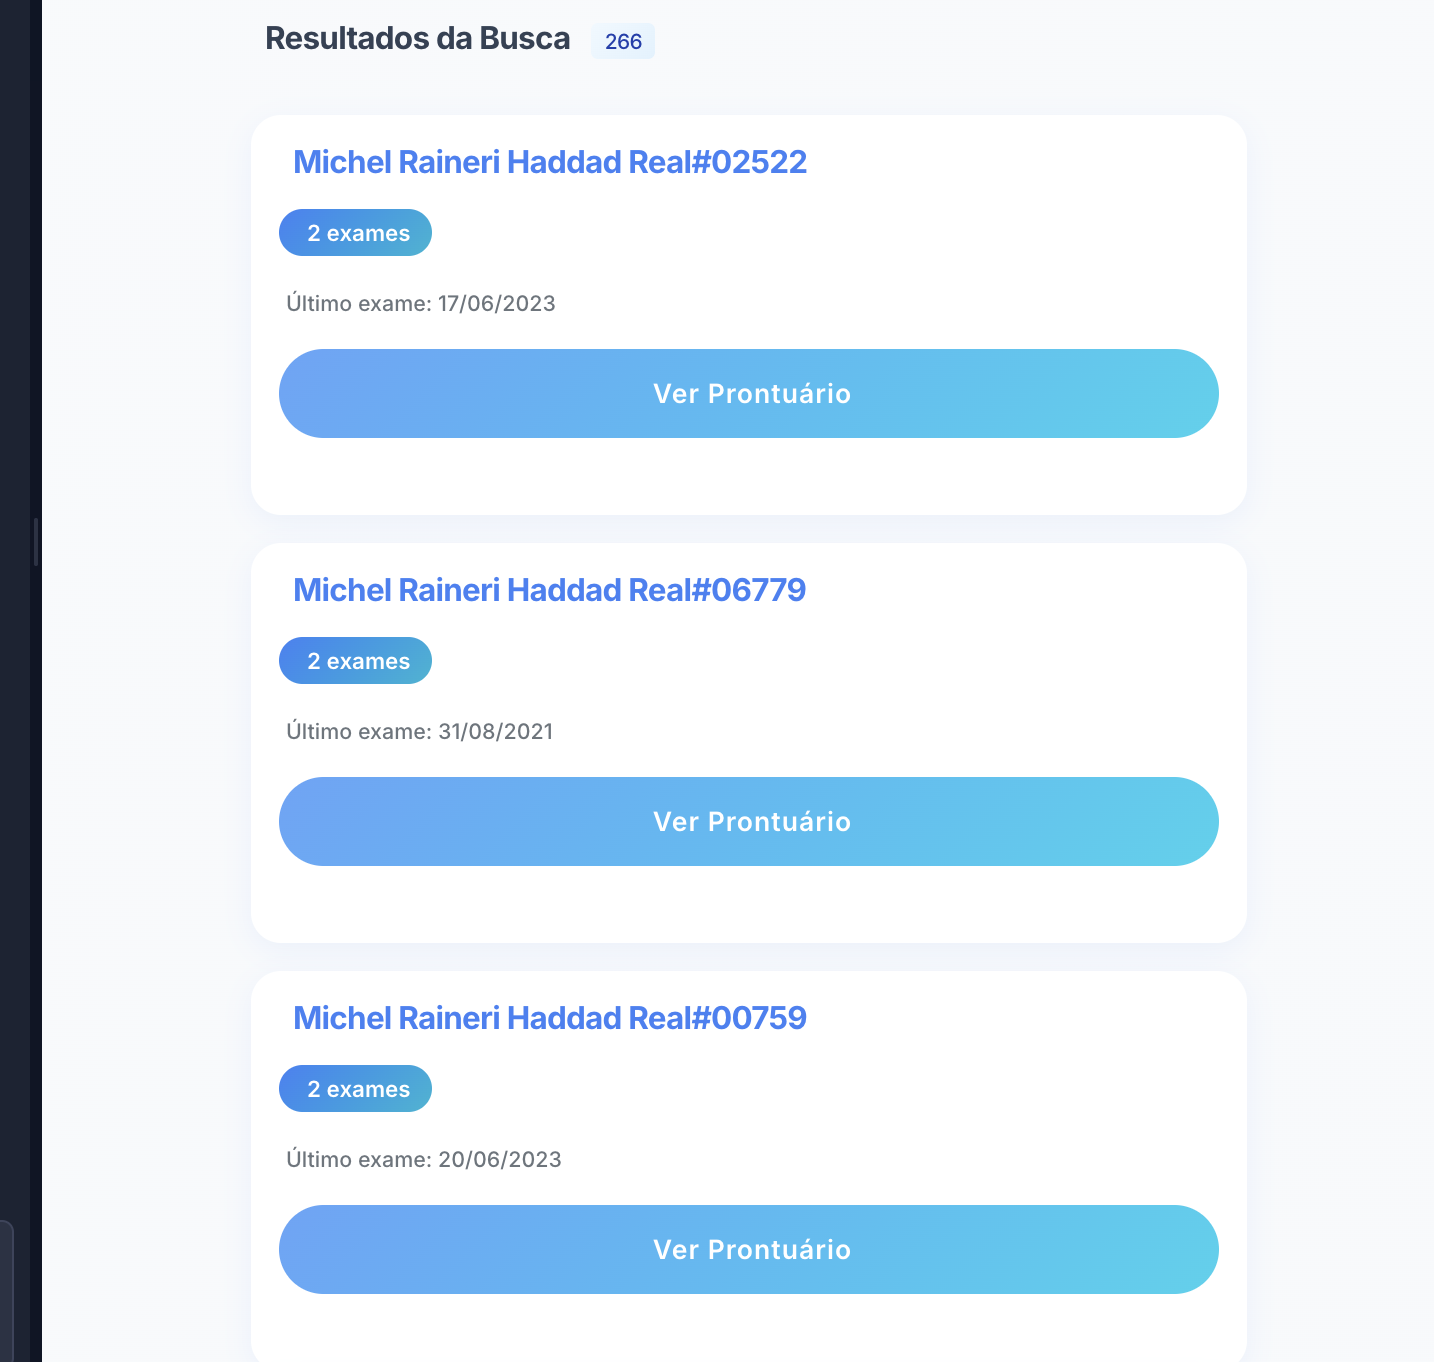 Resultados da Busca 266
Michel Raineri Haddad Real#02522
2 exames
Último exame: 17/06/2023
Ver Prontuário
Michel Raineri Haddad Real#06779
2 exames
Último exame: 31/08/2021
Ver Prontuário
Michel Raineri Haddad Real#00759
2 exames
Último exame: 20/06/2023
Ver Prontuário